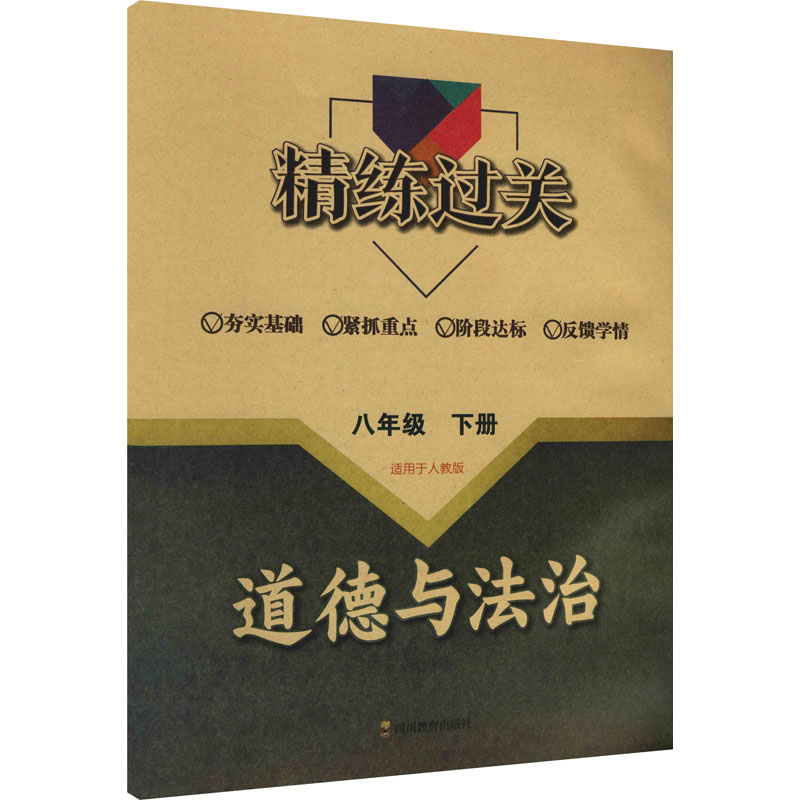 精练过关
夯实基础 紧抓重点 阶段达标 反馈学情
八年级 下册
适用于人教版
道德与法治
四川教育出版社